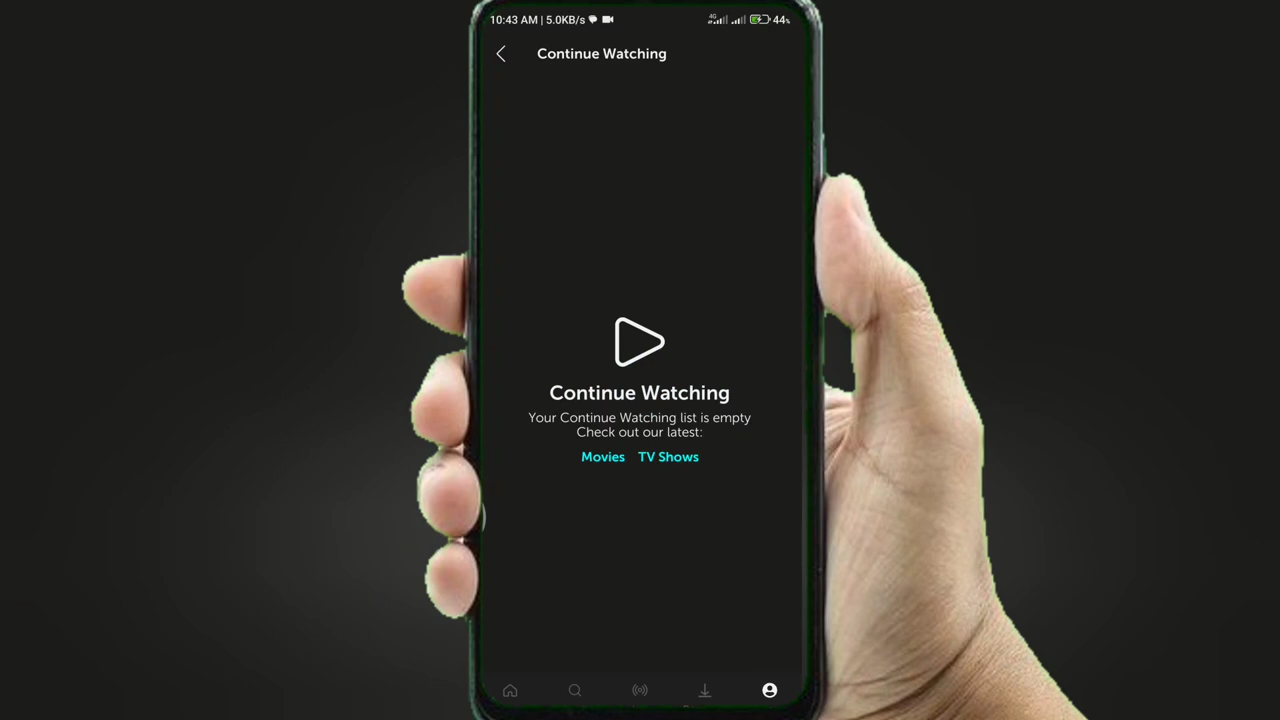 10:43 AM | 5.0KB/s 4G 44%
Continue Watching
Continue Watching
Your Continue Watching list is empty
Check out our latest:
Movies TV Shows